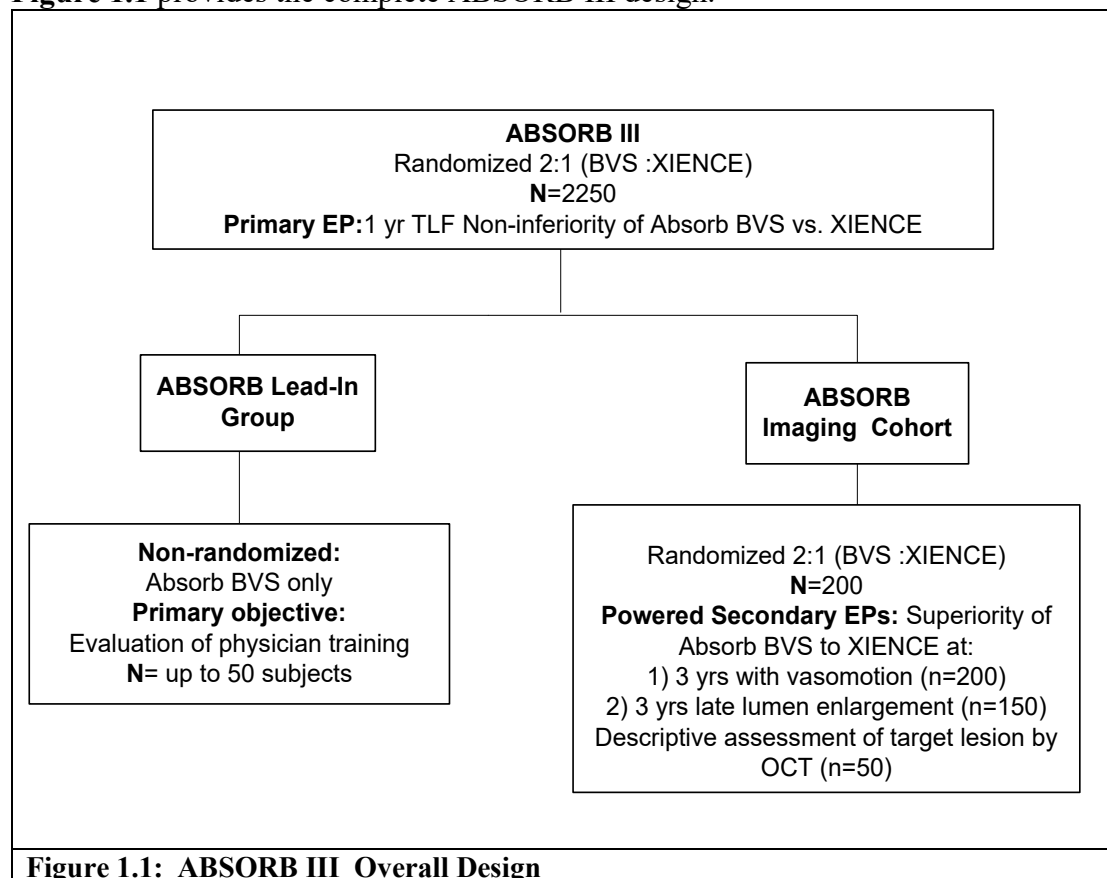 Figure 1.1 provides the complete ABSORB III design.
ABSORB III
Randomized 2:1 (BVS :XIENCE)
N=2250
Primary EP:1 yr TLF Non-inferiority of Absorb BVS vs. XIENCE
ABSORB Lead-In
Group
ABSORB
Imaging Cohort
Non-randomized:
Absorb BVS only
Primary objective:
Evaluation of physician training
N= up to 50 subjects
Randomized 2:1 (BVS :XIENCE)
N=200
Powered Secondary EPs: Superiority of
Absorb BVS to XIENCE at:
1) 3 yrs with vasomotion (n=200)
2) 3 yrs late lumen enlargement (n=150)
Descriptive assessment of target lesion by
OCT (n=50)
Figure 1.1: ABSORB III Overall Design